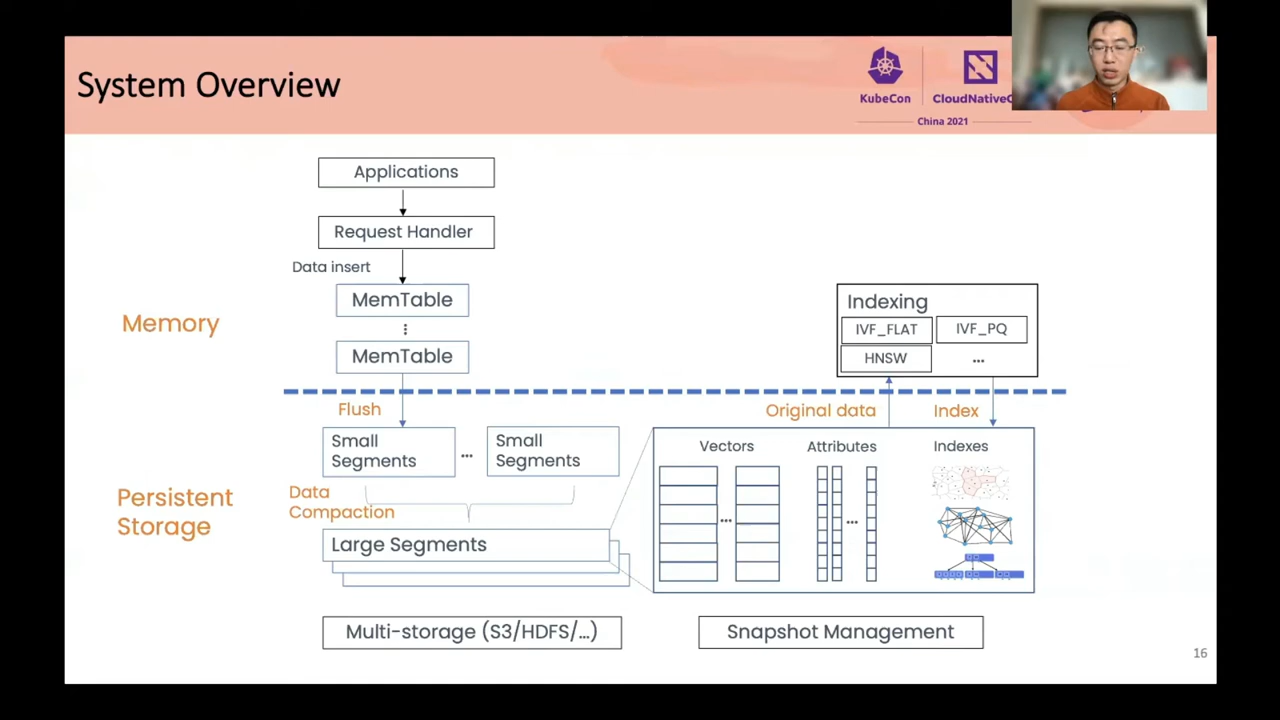 System Overview
KubeCon
CloudNativeC
China 2021
Applications
Request Handler
Data insert
MemTable
⋮
MemTable
Memory
Indexing
IVF_FLAT
IVF_PQ
HNSW
...
Flush
Original data
Index
Small
Segments
...
Small
Segments
Data
Compaction
Persistent
Storage
Large Segments
Vectors
Attributes
Indexes
...
...
Multi-storage (S3/HDFS/...)
Snapshot Management
16